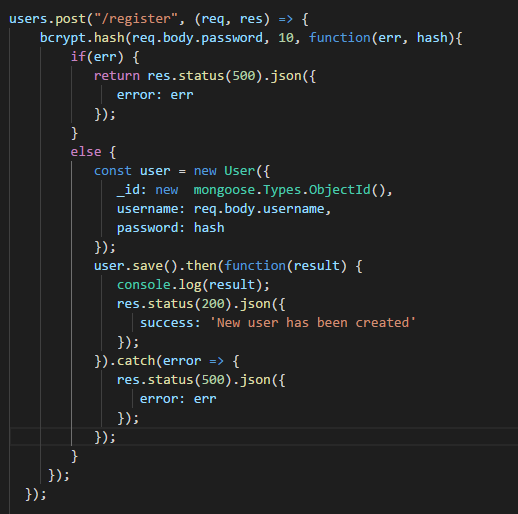 users.post("/register", (req, res) => {
bcrypt.hash(req.body.password, 10, function(err, hash){
if(err) {
return res.status(500).json({
error: err
});
}
else {
const user = new User({
_id: new  mongoose.Types.ObjectId(),
username: req.body.username,
password: hash
});
user.save().then(function(result) {
console.log(result);
res.status(200).json({
success: 'New user has been created'
});
}).catch(error => {
res.status(500).json({
error: err
});
});
}
});
});